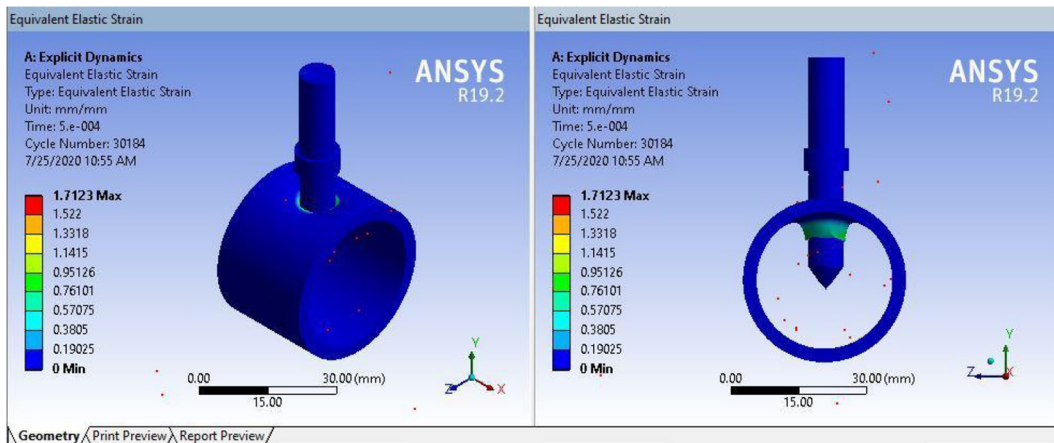 Equivalent Elastic Strain
A: Explicit Dynamics
Equivalent Elastic Strain
Type: Equivalent Elastic Strain
Unit: mm/mm
Time: 5.e-004
Cycle Number: 30184
7/25/2020 10:55 AM
ANSYS
R19.2
1.7123 Max
1.522
1.3318
1.1415
0.95126
0.76101
0.57075
0.3805
0.19025
0 Min
0.00
30.00 (mm)
15.00
Y
Z
X
Equivalent Elastic Strain
A: Explicit Dynamics
Equivalent Elastic Strain
Type: Equivalent Elastic Strain
Unit: mm/mm
Time: 5.e-004
Cycle Number: 30184
7/25/2020 10:55 AM
ANSYS
R19.2
1.7123 Max
1.522
1.3318
1.1415
0.95126
0.76101
0.57075
0.3805
0.19025
0 Min
0.00
30.00 (mm)
15.00
Y
Z
X
Geometry Print Preview Report Preview